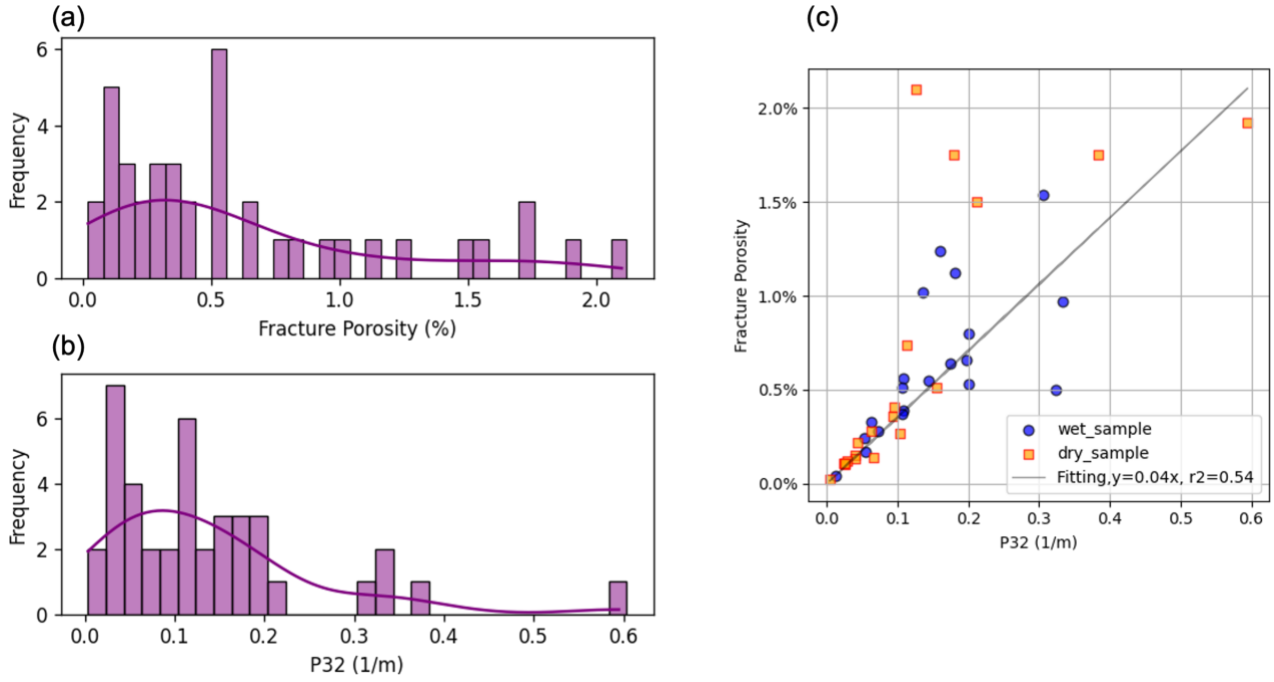 (a)
6
4
2
0
Frequency
0.0 0.5 1.0 1.5 2.0
Fracture Porosity (%)
(b)
6
4
2
0
Frequency
0.0 0.1 0.2 0.3 0.4 0.5 0.6
P32 (1/m)
(c)
2.0%
1.5%
1.0%
0.5%
0.0%
Fracture Porosity
wet_sample
dry_sample
Fitting,y=0.04x, r2=0.54
0.0 0.1 0.2 0.3 0.4 0.5 0.6
P32 (1/m)